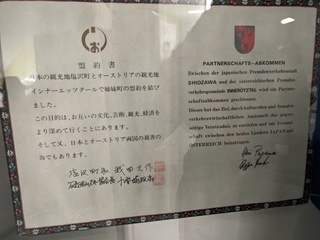 盟約書
日本の観光地塩沢町とオーストリアの観光地
インナーエッツタールで姉妹町の盟約を結び
ました。
この目的は、お互いの文化、芸術、観光、経済を
より深めて行くことにあります。
そして又、日本とオーストリア両国の親善の
為でもあります。
塩沢町長
PARTNERSCHAFTS-ABKOMMEN
Zwischen der japanischen Fremdenverkehrsstadt
SHIOZAWA und der österreichischen Fremden-
verkehrsgemeinde INNERÖTZTAL wird ein Partner-
schaftsabkommen geschlossen.
Dieses hat das Ziel, durch kulturellen und fremden-
verkehrswirtschaftlichen Austausch das gegen-
seitige Verständnis zu vertiefen und zur Freund-
schaft zwischen den beiden Ländern JAPAN und
ÖSTERREICH beizutragen.